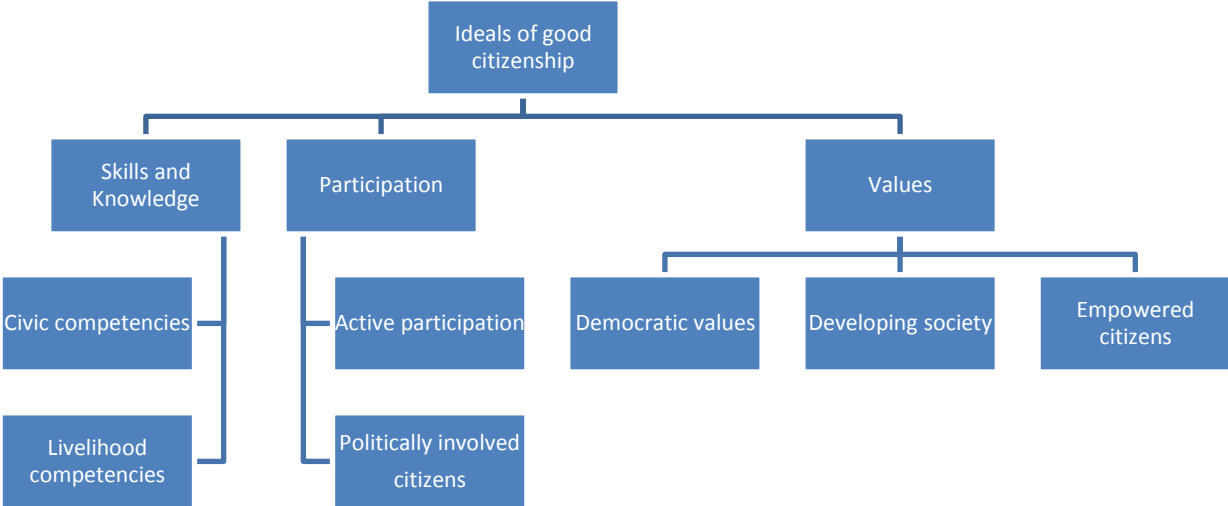 Ideals of good
citizenship
Skills and
Knowledge
Participation
Values
Civic competencies
Active participation
Democratic values
Developing society
Empowered
citizens
Livelihood
competencies
Politically involved
citizens